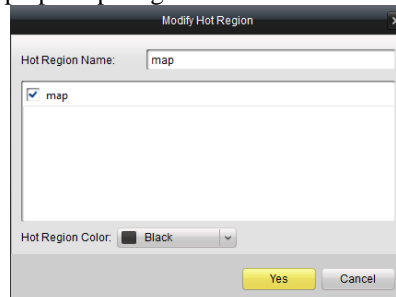 Modify Hot Region
Hot Region Name: map
map
Hot Region Color: Black
Yes Cancel